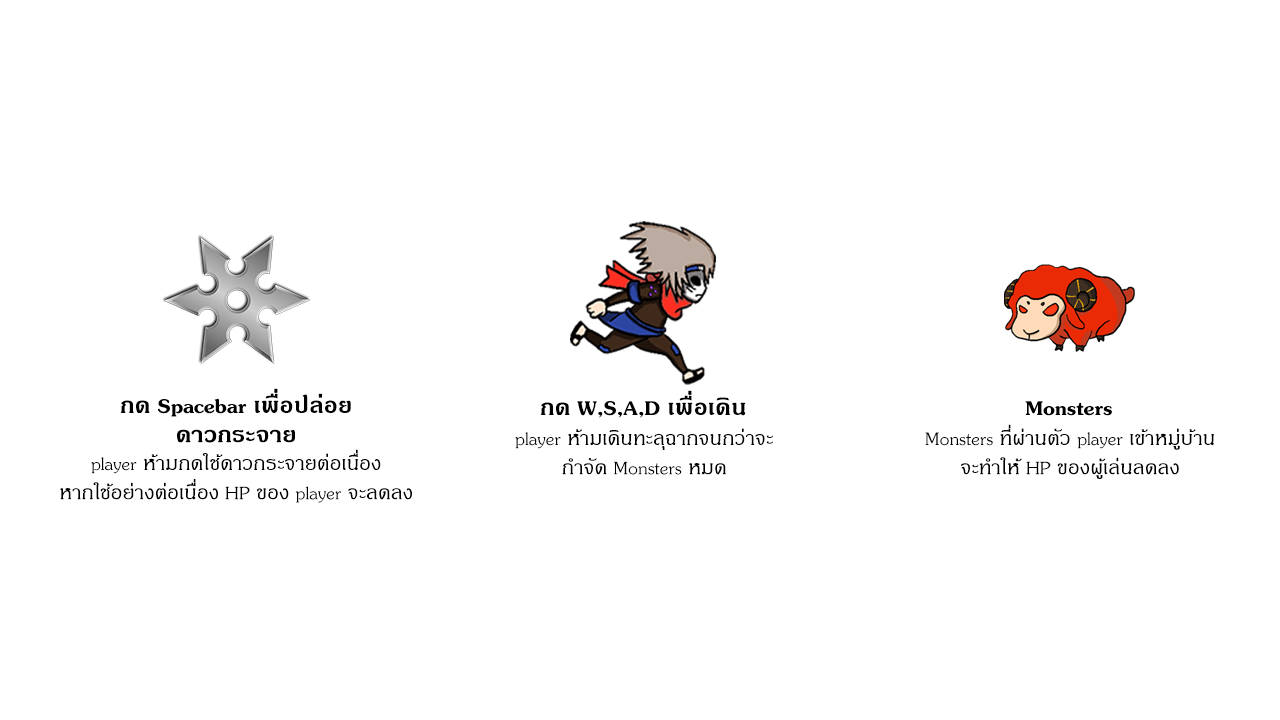 กด Spacebar เพื่อปล่อย
ดาวกระจาย
player ห้ามกดใช้ดาวกระจายต่อเนื่อง
หากใช้อย่างต่อเนื่อง HP ของ player จะลดลง
กด W,S,A,D เพื่อเดิน
player ห้ามเดินทะลุฉากจนกว่าจะ
กำจัด Monsters หมด
Monsters
Monsters ที่ผ่านตัว player เข้าหมู่บ้าน
จะทำให้ HP ของผู้เล่นลดลง